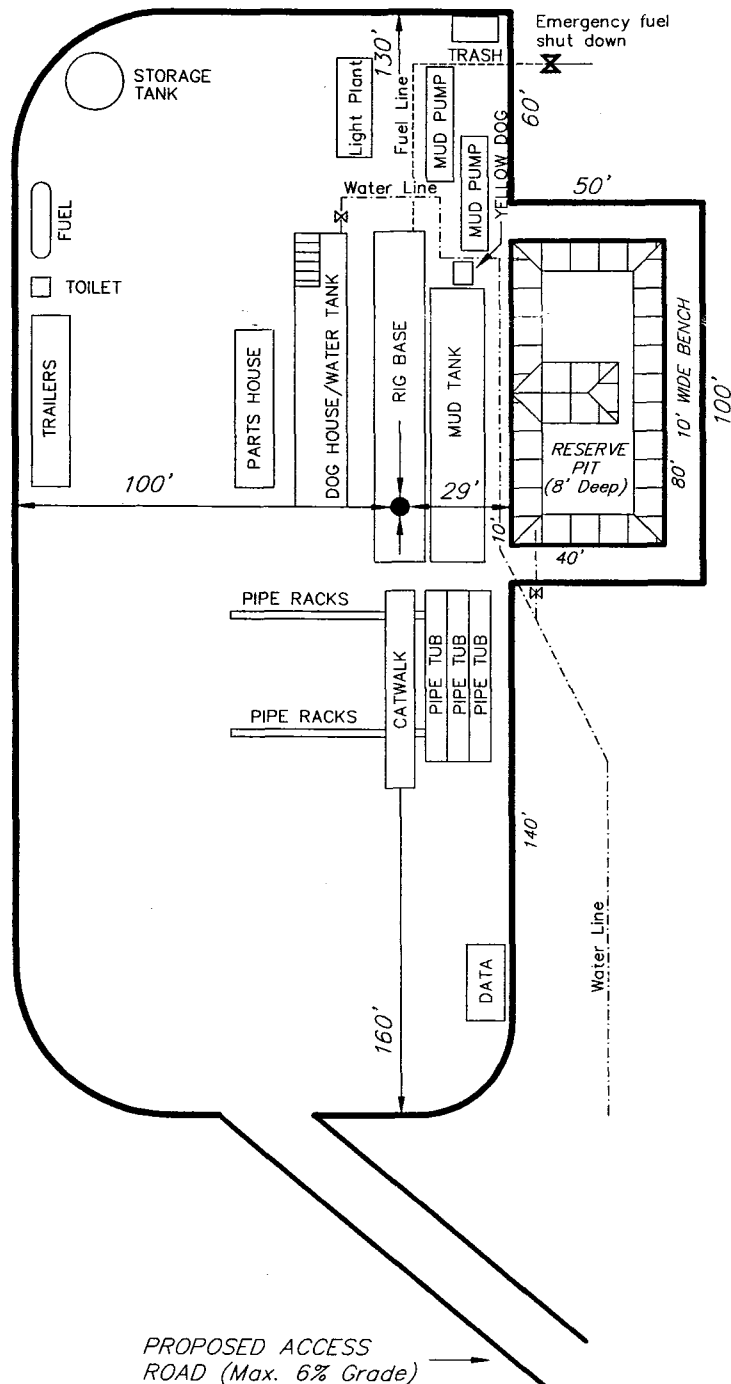 Emergency fuel
shut down
TRASH
130'
60'
STORAGE
TANK
Light Plant
Fuel Line
MUD PUMP
MUD PUMP
YELLOW DOG
Water Line
50'
FUEL
TOILET
TRAILERS
PARTS HOUSE
DOG HOUSE/WATER TANK
RIG BASE
MUD TANK
RESERVE
PIT
(8' Deep)
80'
10' WIDE BENCH
100'
100'
29'
10'
40'
PIPE RACKS
PIPE RACKS
CATWALK
PIPE TUB
PIPE TUB
PIPE TUB
140'
Water Line
DATA
160'
PROPOSED ACCESS
ROAD (Max. 6% Grade)